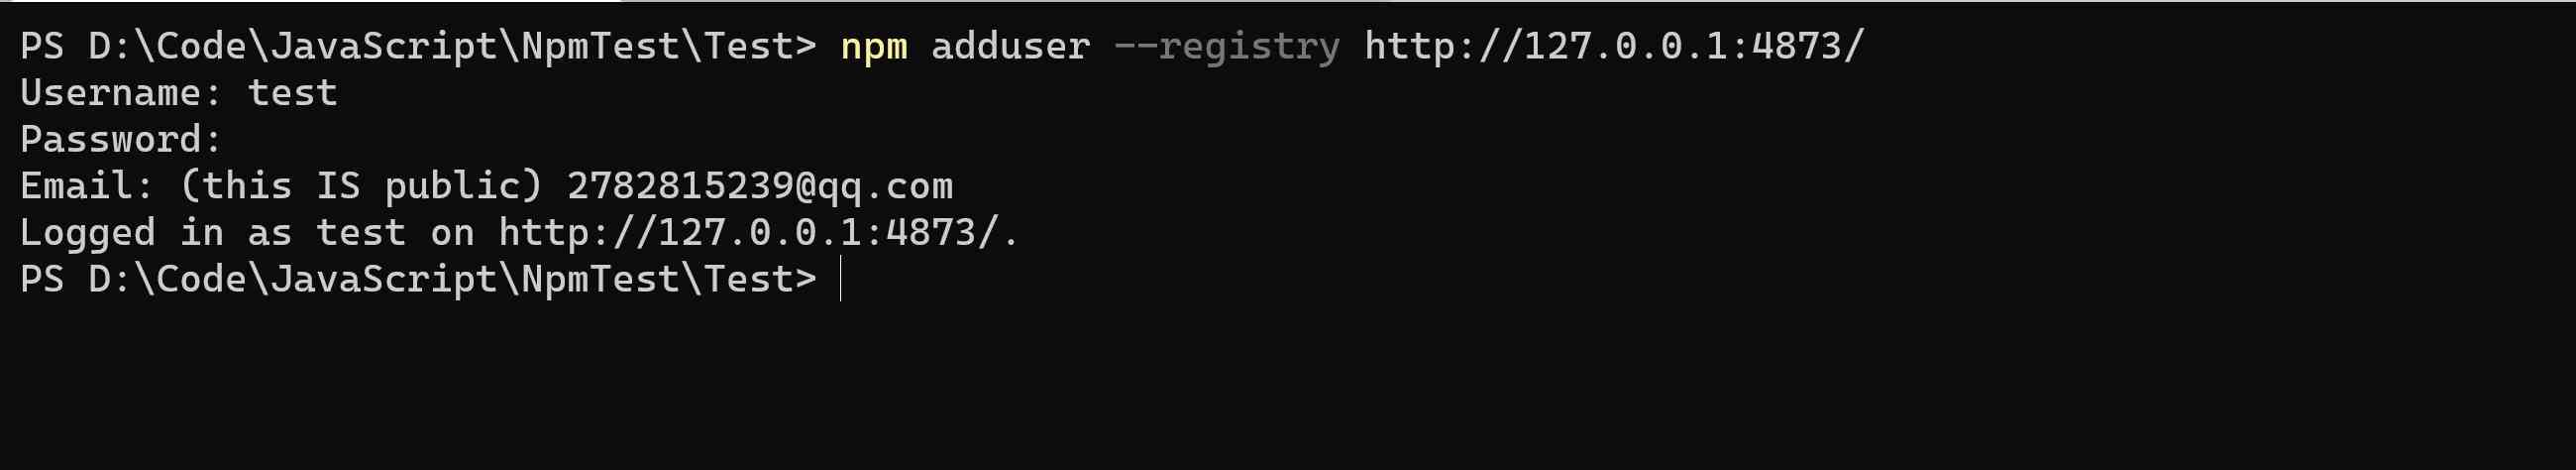 PS D:\Code\JavaScript\NpmTest\Test> npm adduser --registry http://127.0.0.1:4873/
Username: test
Password:
Email: (this IS public) 2782815239@qq.com
Logged in as test on http://127.0.0.1:4873/.
PS D:\Code\JavaScript\NpmTest\Test>